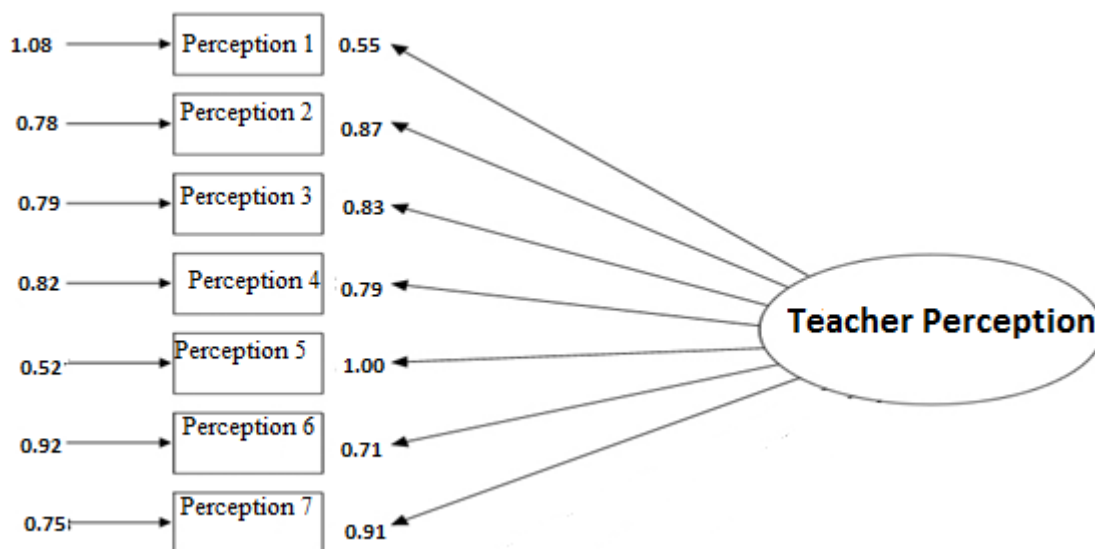 1.08 Perception 1 0.55
0.78 Perception 2 0.87
0.79 Perception 3 0.83
0.82 Perception 4 0.79
Teacher Perception
0.52 Perception 5 1.00
0.92 Perception 6 0.71
0.75 Perception 7 0.91